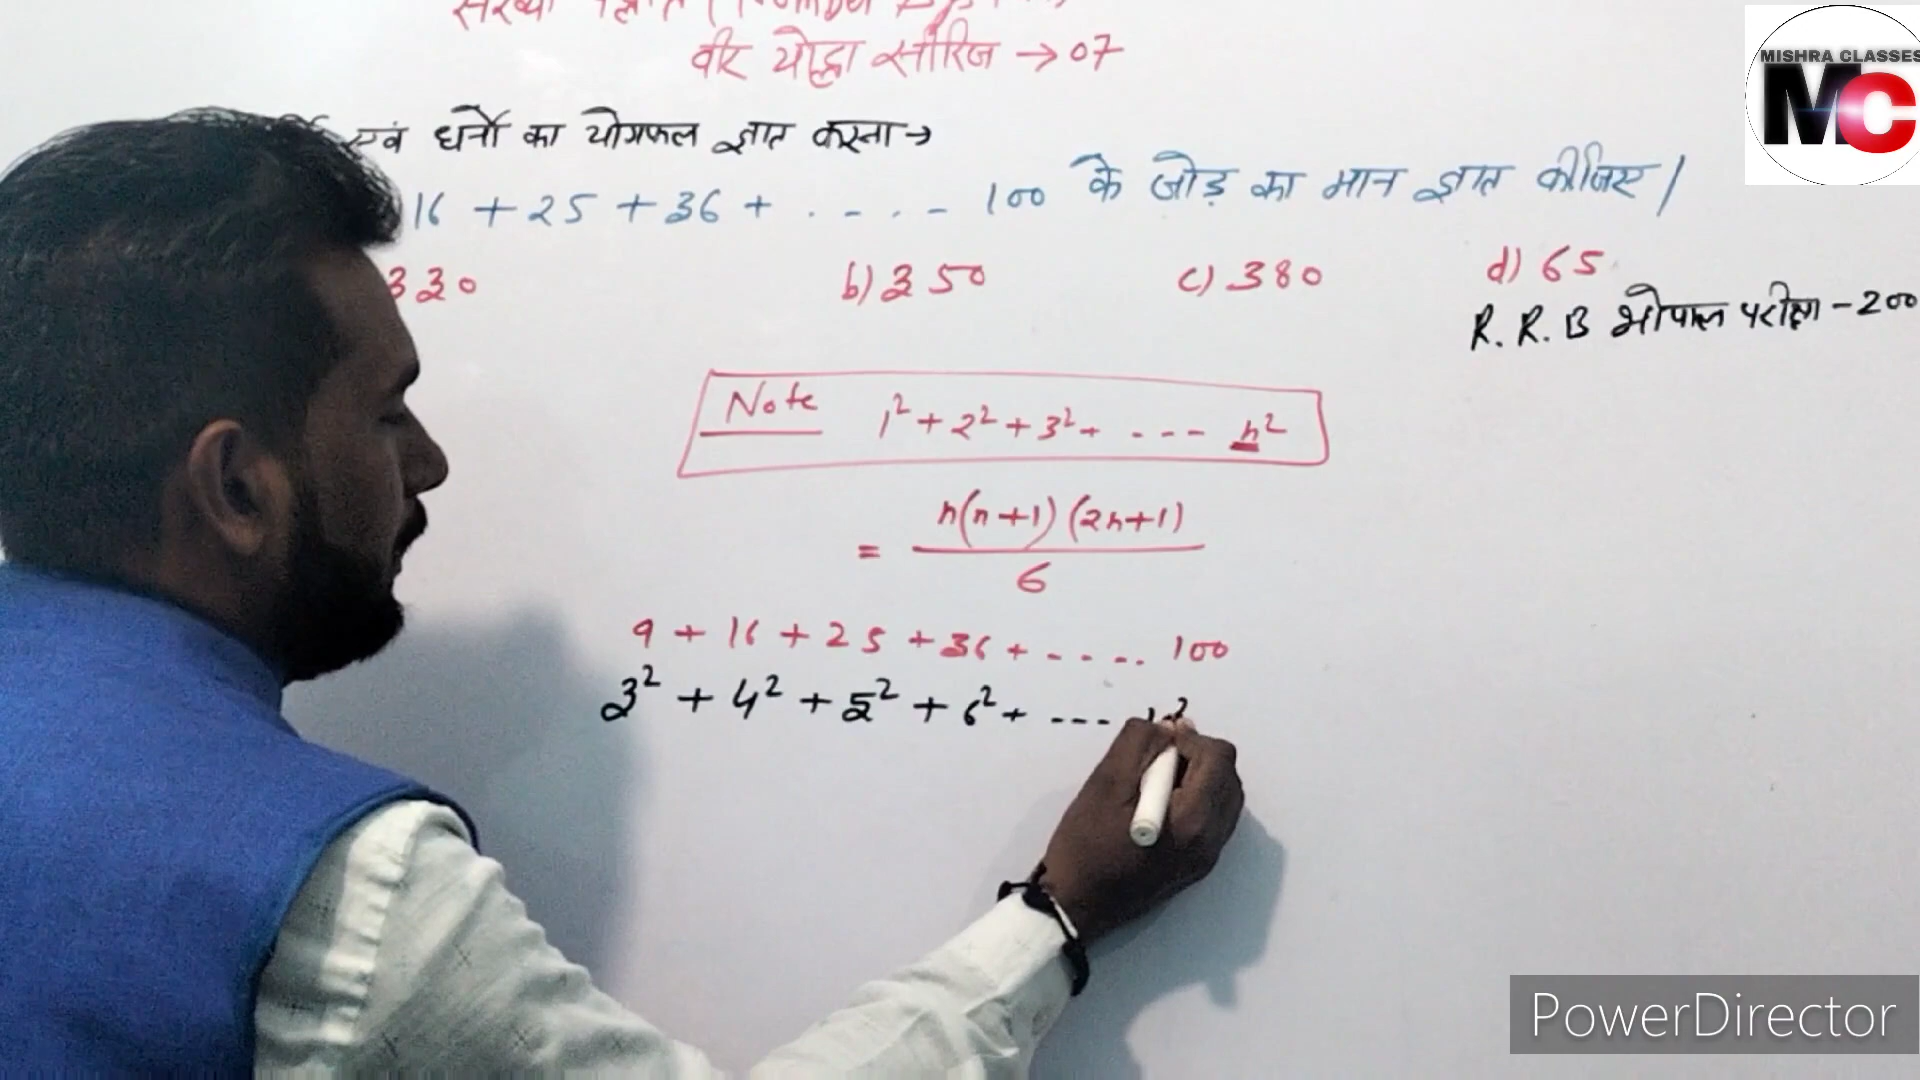 संख्या
वीर योद्धा सीरिज → 07
एवं घनों का योगफल ज्ञात करना →
16 + 25 + 36 + . - . . - 100 के जोड़ का मान ज्ञात कीजिए |
330 b) 350 c) 380 d) 65
R. R. B भोपाल परीक्षा - 200
Note 1² + 2² + 3² + - - - n²
= n(n+1) (2n+1)
6
9 + 16 + 25 + 36 + - - - . . 100
3² + 4² + 5² + 6² + - - - -
MISHRA CLASSES
MC
PowerDirector